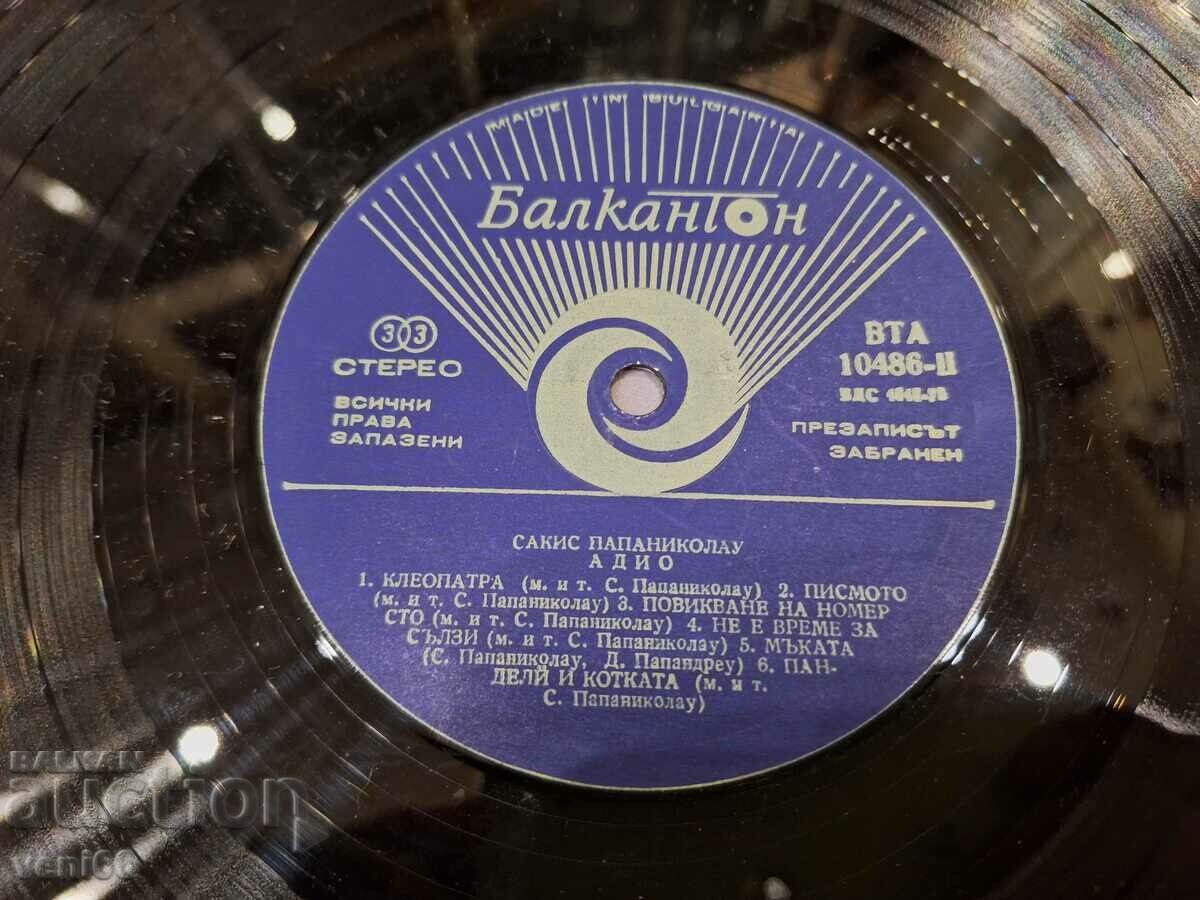 MADE IN BULGARIA
БалканТон
33
СТЕРЕО
ВСИЧКИ
ПРАВА
ЗАПАЗЕНИ
ВТА
10486-II
БДС
ПРЕЗАПИСЪТ
ЗАБРАНЕН
САКИС ПАПАНИКОЛАУ
АДИО
1. КЛЕОПАТРА (м. и т. С. Папаниколау) 2. ПИСМОТО
(м. и т. С. Папаниколау) 3. ПОВИКВАНЕ НА НОМЕР
СТО (м. и т. С. Папаниколау) 4. НЕ Е ВРЕМЕ ЗА
СЪЛЗИ (м. и т. С. Папаниколау) 5. МЪКАТА
(С. Папаниколау, Д. Папандреу) 6. ПАН-
ДЕЛИ И КОТКАТА (м. и т.
С. Папаниколау)
BALKAN
auction
veni66